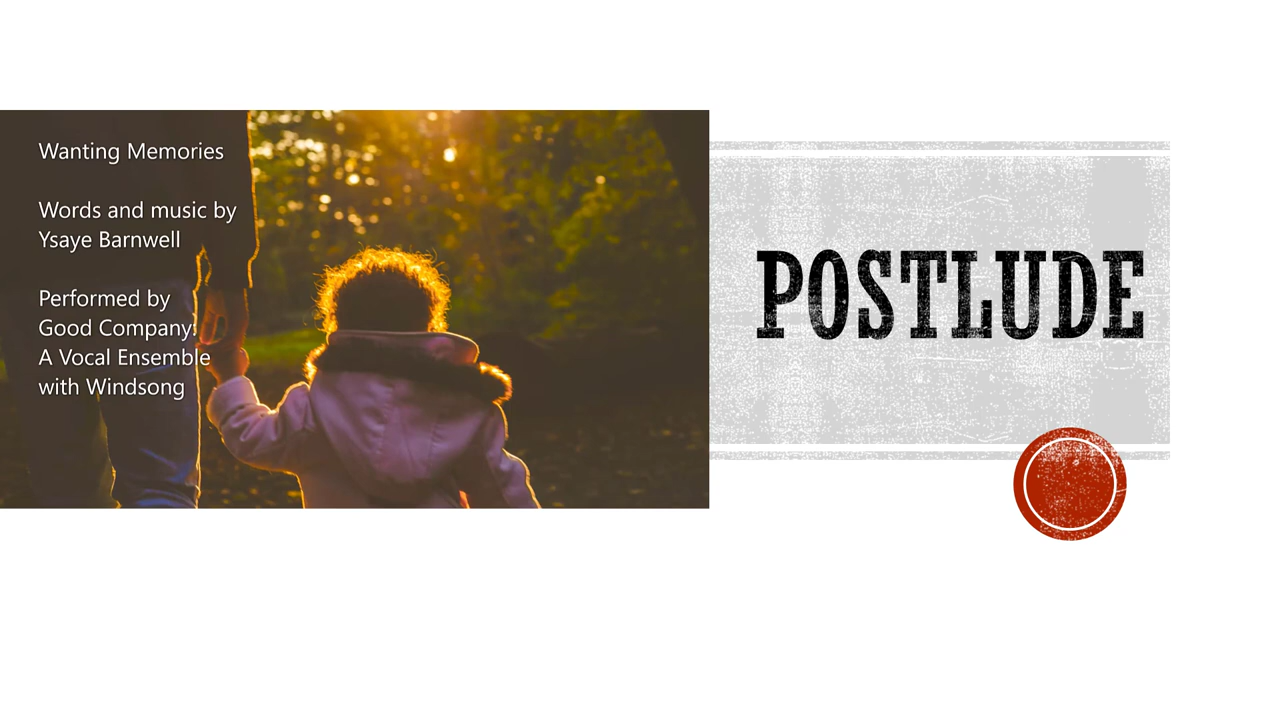 Wanting Memories
Words and music by
Ysaye Barnwell
Performed by
Good Company:
A Vocal Ensemble
with Windsong
POSTLUDE